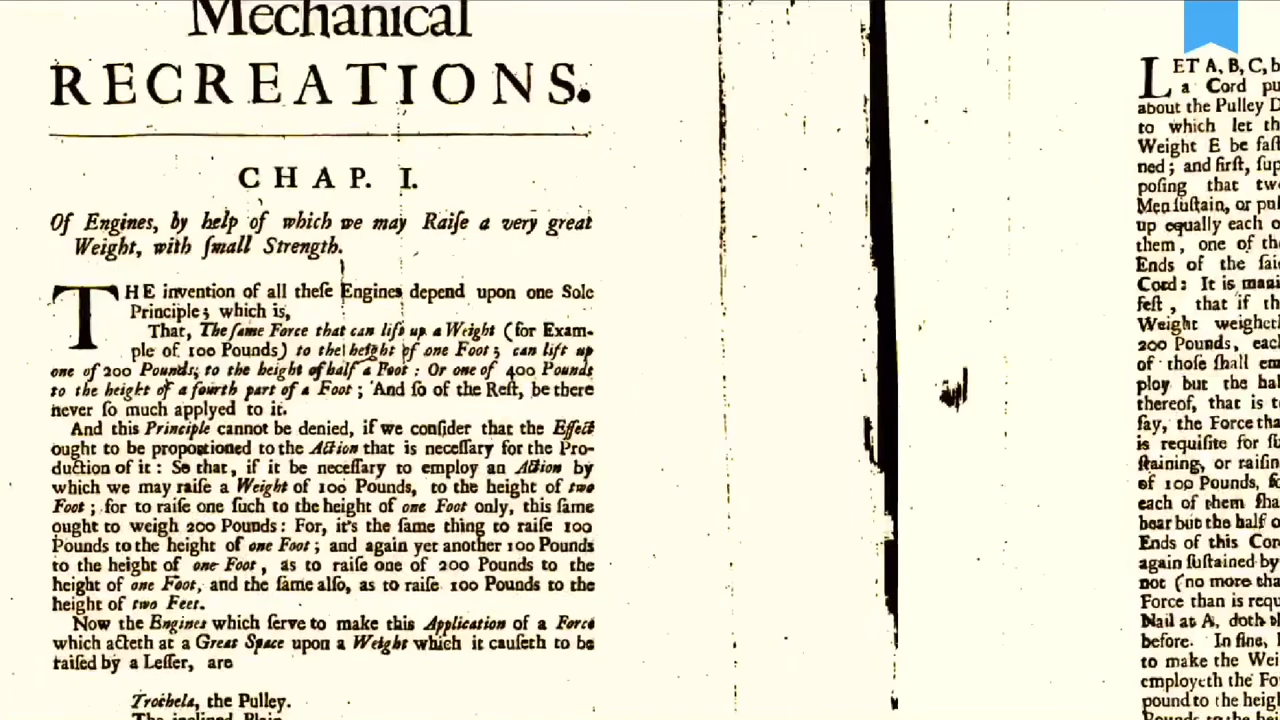 Mechanical
RECREATIONS.
CHAP. I.
Of Engines, by help of which we may Raiſe a very great
Weight, with ſmall Strength.
THE invention of all theſe Engines depend upon one Sole
Principle; which is,
That, The ſame Force that can lift up a Weight (for Exam-
ple of 100 Pounds) to the height of one Foot; can lift up
one of 200 Pounds, to the height of half a Foot: Or one of 400 Pounds
to the height of a fourth part of a Foot; And ſo of the Reſt, be there
never ſo much applyed to it.
And this Principle cannot be denied, if we conſider that the Effect
ought to be proportioned to the Action that is neceſſary for the Pro-
duction of it: So that, if it be neceſſary to employ an Action by
which we may raiſe a Weight of 100 Pounds, to the height of two
Foot; for to raiſe one ſuch to the height of one Foot only, this ſame
ought to weigh 200 Pounds: For, it's the ſame thing to raiſe 100
Pounds to the height of one Foot; and again yet another 100 Pounds
to the height of one Foot, as to raiſe one of 200 Pounds to the
height of one Foot, and the ſame alſo, as to raiſe 100 Pounds to the
height of two Feet.
Now the Engines which ſerve to make this Application of a Force
which acteth at a Great Space upon a Weight which it cauſeth to be
raiſed by a Leſſer, are
Trochela, the Pulley.
The inclined Plain.
LET A, B, C, b
a Cord pu
about the Pulley D
to which let th
Weight E be faſt
ned; and firſt, ſup
poſing that tw
Men ſuſtain, or pul
up equally each o
them, one of th
Ends of the ſai
Cord: It is mani
feſt, that if th
Weight weigheth
200 Pounds, eac
of thoſe ſhall em
ploy but the hal
thereof, that is t
ſay, the Force tha
is requiſite for ſu
ſtaining, or raiſin
of 100 Pounds, fo
each of them ſha
bear but the half o
Ends of this Cor
again ſuſtained by
not (no more tha
Force than is requ
Nail at A, doth
before. In fine,
to make the Wei
employeth the Fo
pound to the heig
Pounds to the hei